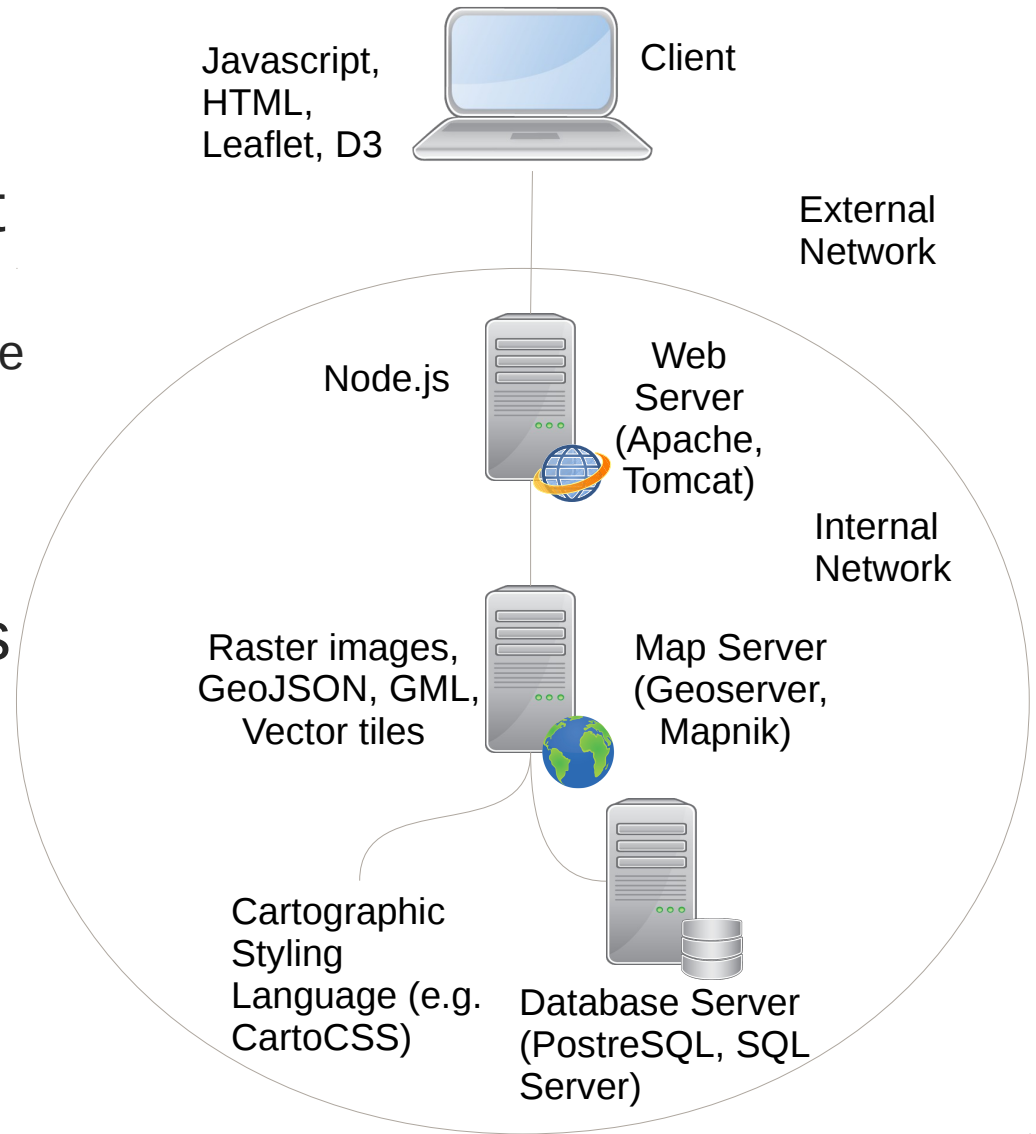 Javascript,
HTML,
Leaflet, D3
Client
t
External
Network
e
Node.js
Web
Server
(Apache,
Tomcat)
Internal
Network
s
Raster images,
GeoJSON, GML,
Vector tiles
Map Server
(Geoserver,
Mapnik)
Cartographic
Styling
Language (e.g.
CartoCSS)
Database Server
(PostreSQL, SQL
Server)